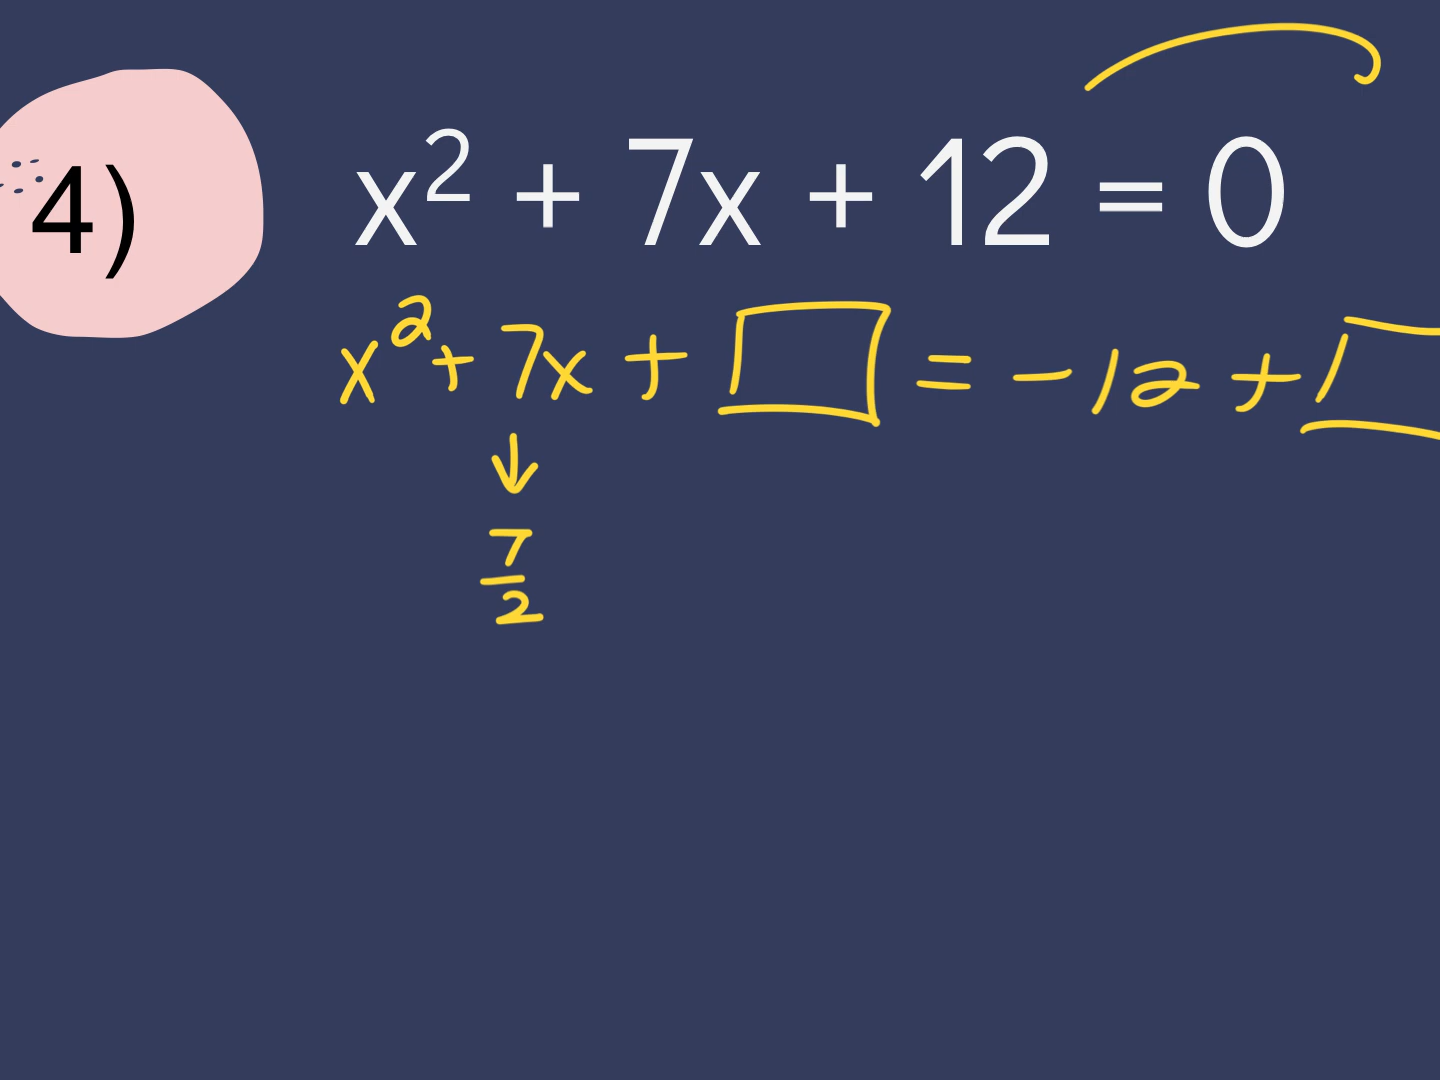 4) x² + 7x + 12 = 0
x² + 7x + □ = -12 + □
↓
7
2